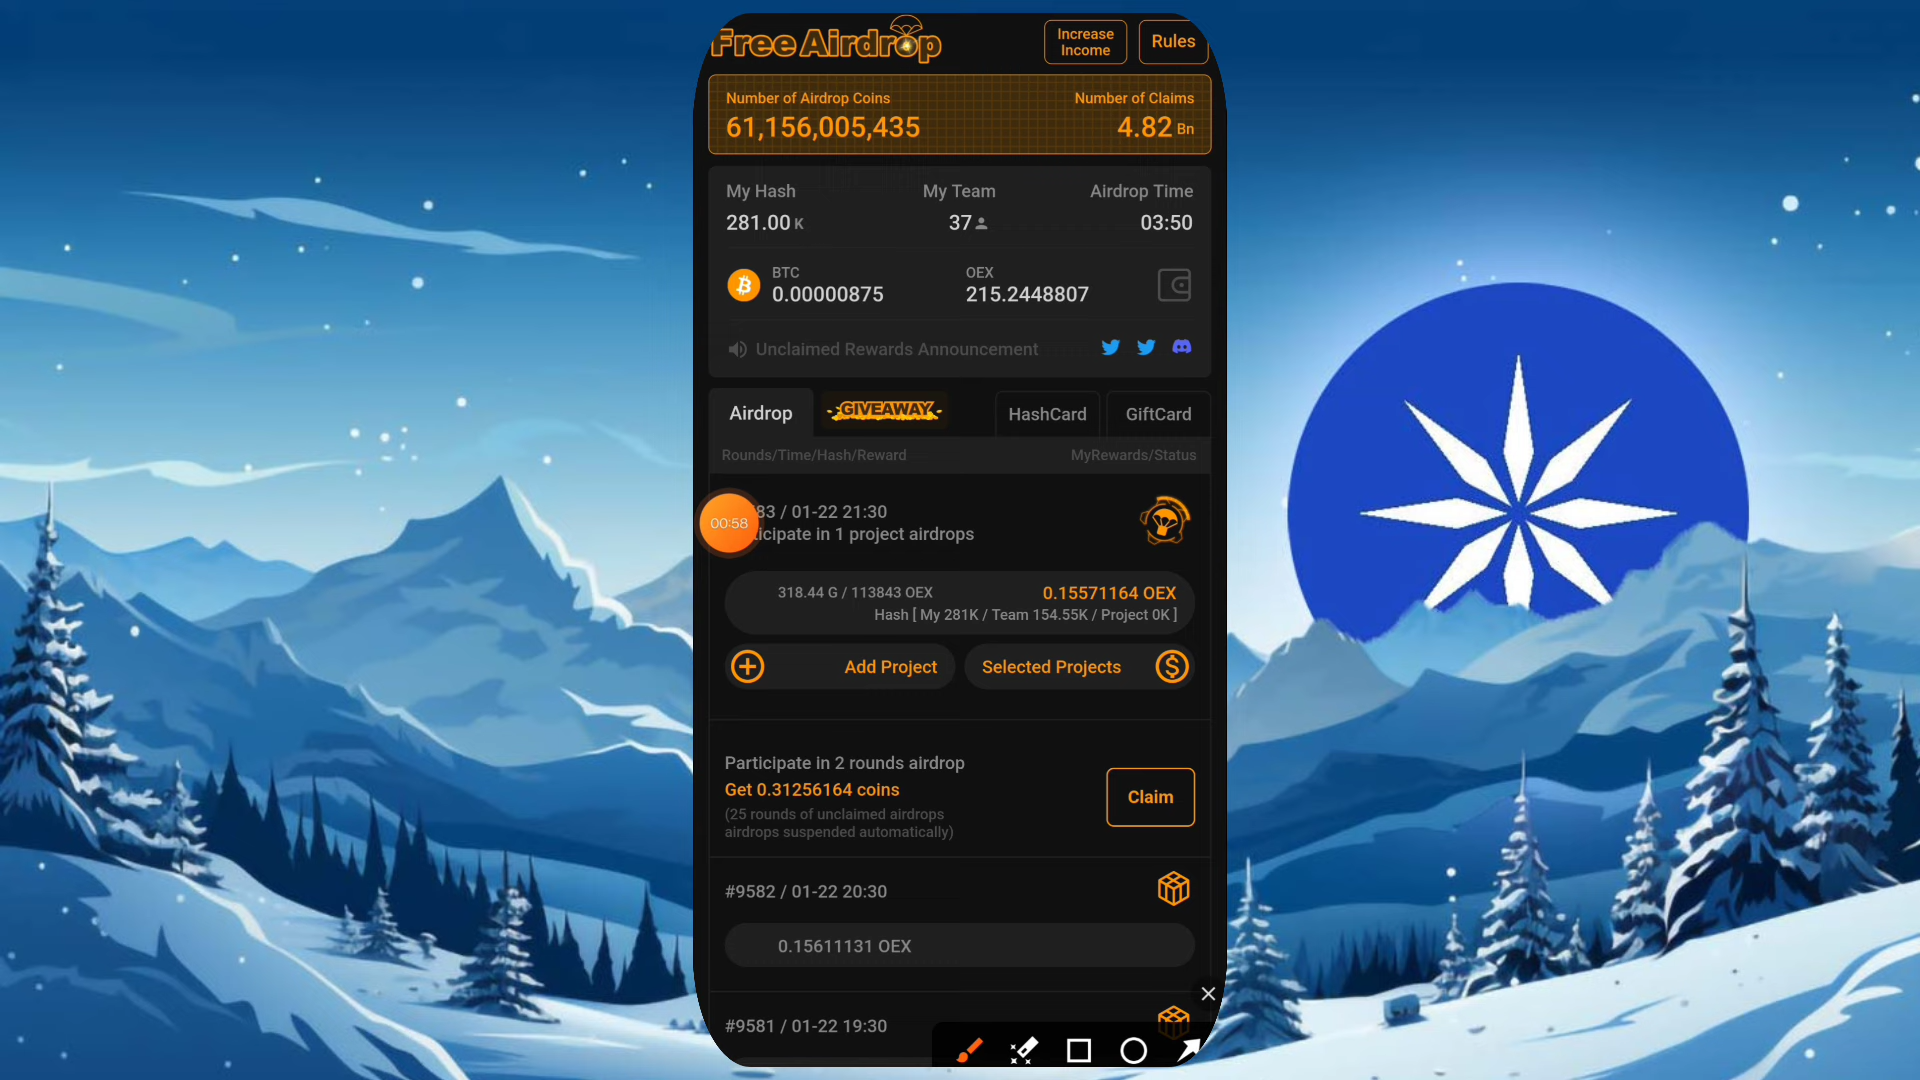 Free Airdrop
Increase Income
Rules
Number of Airdrop Coins
Number of Claims
61,156,005,435
4.82 Bn
My Hash
My Team
Airdrop Time
281.00 K
37
03:50
BTC
0.00000875
OEX
215.2448807
Unclaimed Rewards Announcement
Airdrop
GIVEAWAY
HashCard
GiftCard
Rounds/Time/Hash/Reward
MyRewards/Status
83 / 01-22 21:30
00:58
icipate in 1 project airdrops
318.44 G / 113843 OEX
0.15571164 OEX
Hash [ My 281K / Team 154.55K / Project 0K ]
Add Project
Selected Projects
Participate in 2 rounds airdrop
Get 0.31256164 coins
(25 rounds of unclaimed airdrops
airdrops suspended automatically)
Claim
#9582 / 01-22 20:30
0.15611131 OEX
#9581 / 01-22 19:30